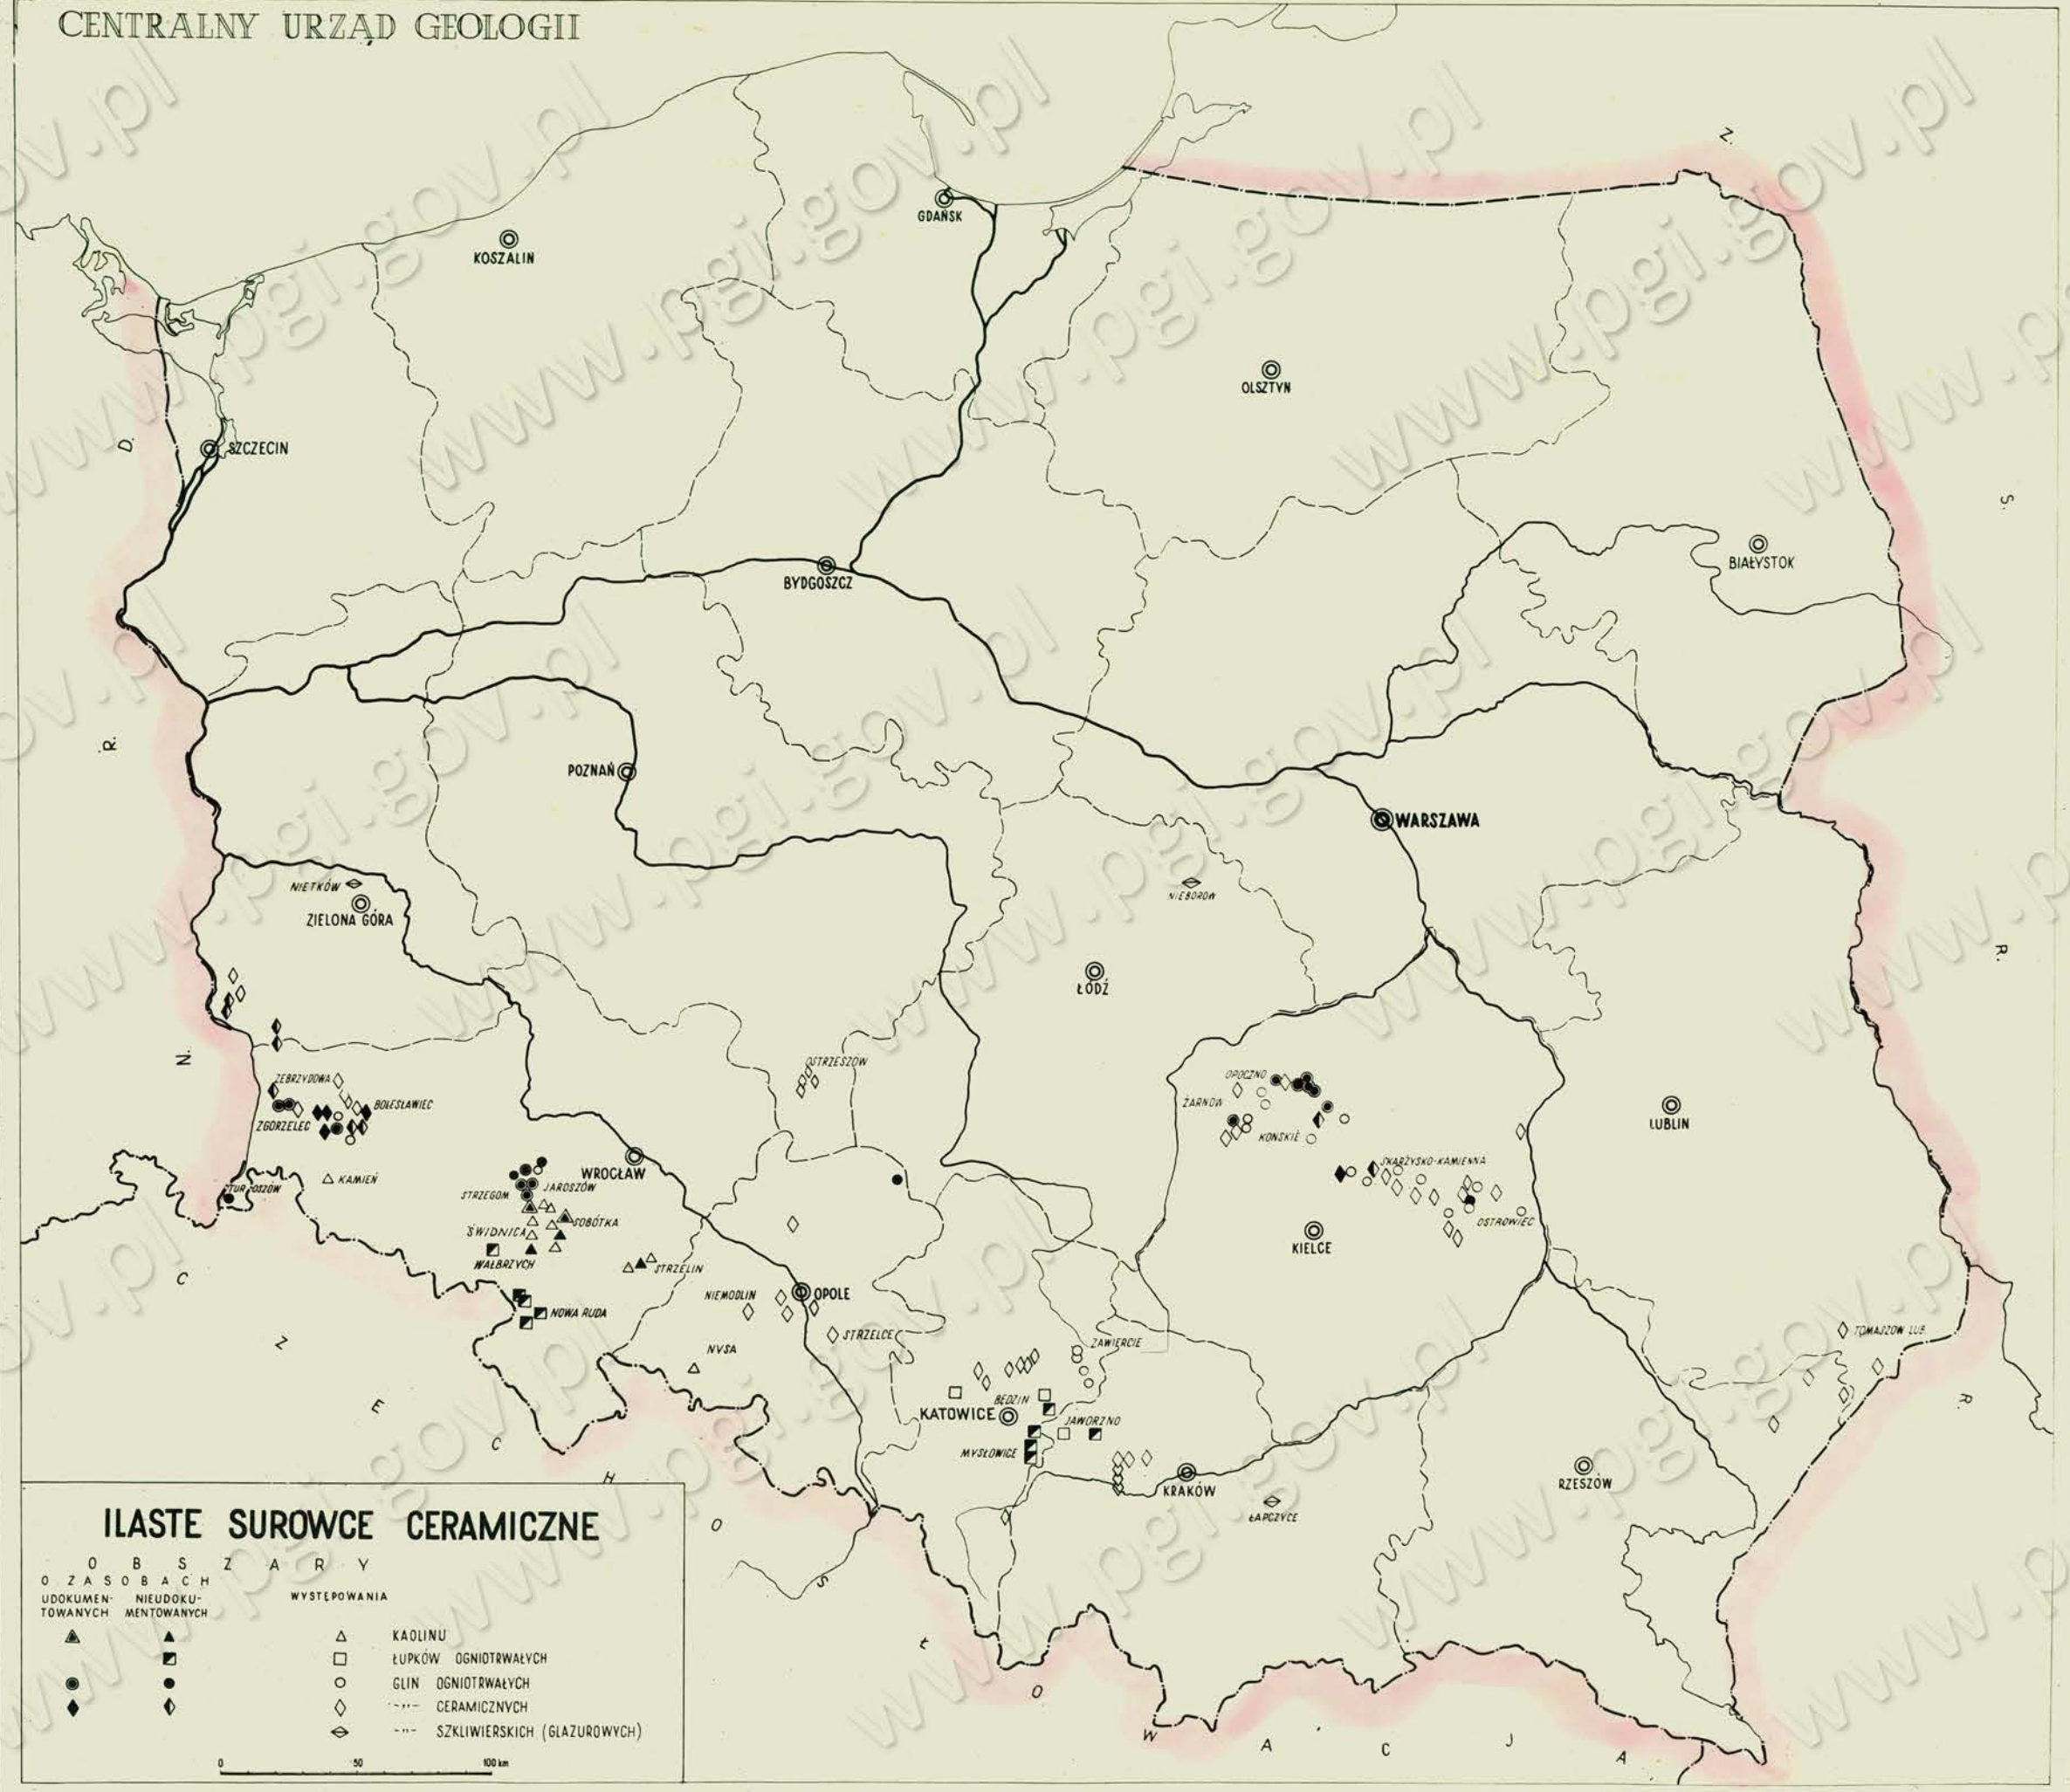 CENTRALNY URZĄD GEOLOGII
www.pgi.gov.pl
Z.
S.
R.
R.
N.
R.
D.
C
Z
E
C
H
O
S
Ł
O
W
A
C
J
A
GDAŃSK
KOSZALIN
OLSZTYN
SZCZECIN
BIAŁYSTOK
BYDGOSZCZ
POZNAŃ
WARSZAWA
NIETKÓW
ZIELONA GÓRA
NIEBORÓW
ŁÓDŹ
OSTRZESZÓW
ZEBRZYDOWA
BOLESŁAWIEC
ZGORZELEC
OPOCZNO
ŻARNÓW
KOŃSKIE
LUBLIN
SKARŻYSKO-KAMIENNA
OSTROWIEC
KIELCE
KAMIEŃ
TUROSZÓW
WROCŁAW
STRZEGOM
JAROSZÓW
SOBÓTKA
ŚWIDNICA
WAŁBRZYCH
STRZELIN
NOWA RUDA
NIEMODLIN
OPOLE
STRZELCE
NYSA
ZAWIERCIE
BĘDZIN
KATOWICE
JAWORZNO
MYSŁOWICE
KRAKÓW
ŁAPCZYCE
RZESZÓW
TOMASZÓW LUB.
ILASTE SUROWCE CERAMICZNE
OBSZARY
O ZASOBACH
UDOKUMEN- NIEUDOKU- WYSTĘPOWANIA
TOWANYCH MENTOWANYCH
KAOLINU
ŁUPKÓW OGNIOTRWAŁYCH
GLIN OGNIOTRWAŁYCH
-"- CERAMICZNYCH
-"- SZKLIWIERSKICH (GLAZUROWYCH)
0 50 100 km